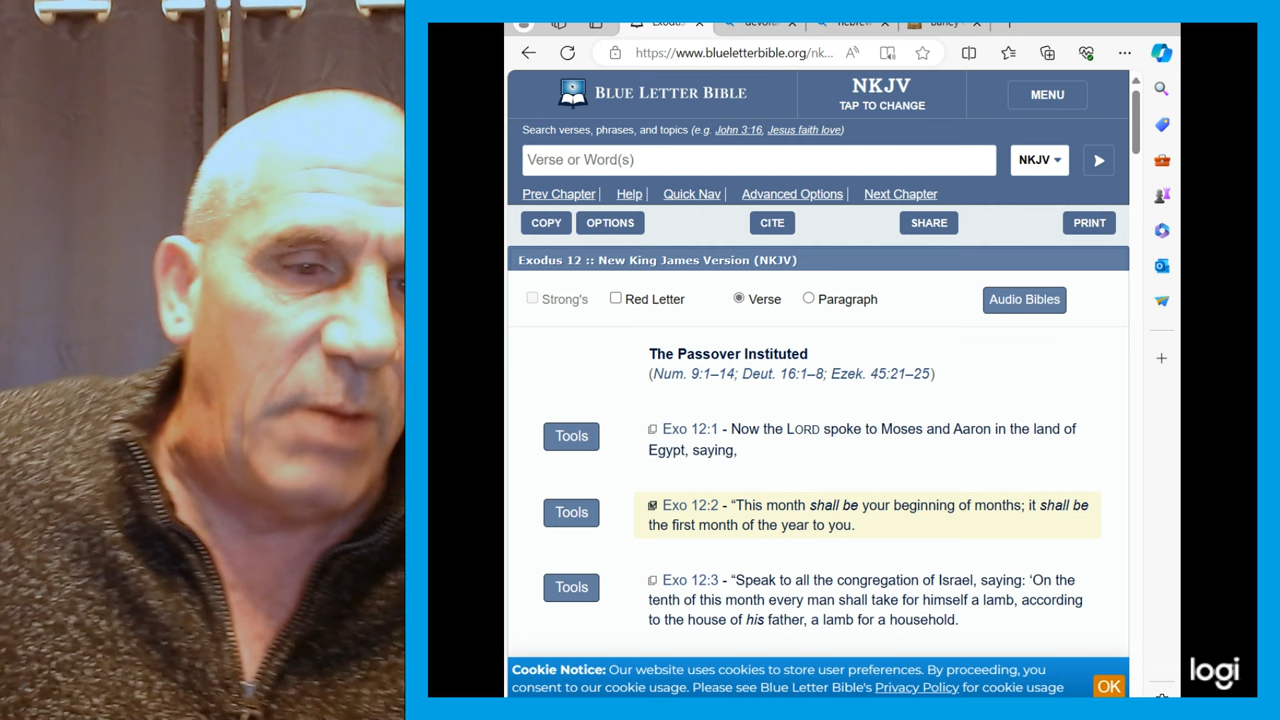 https://www.blueletterbible.org/nk...
BLUE LETTER BIBLE
NKJV
TAP TO CHANGE
MENU
Search verses, phrases, and topics (e.g. John 3:16, Jesus faith love)
Verse or Word(s)
NKJV
Prev Chapter | Help | Quick Nav | Advanced Options | Next Chapter
COPY OPTIONS CITE SHARE PRINT
Exodus 12 :: New King James Version (NKJV)
Strong's Red Letter Verse Paragraph Audio Bibles
The Passover Instituted
(Num. 9:1–14; Deut. 16:1–8; Ezek. 45:21–25)
Tools
Exo 12:1 - Now the LORD spoke to Moses and Aaron in the land of
Egypt, saying,
Tools
Exo 12:2 - “This month shall be your beginning of months; it shall be
the first month of the year to you.
Tools
Exo 12:3 - “Speak to all the congregation of Israel, saying: ‘On the
tenth of this month every man shall take for himself a lamb, according
to the house of his father, a lamb for a household.
Cookie Notice: Our website uses cookies to store user preferences. By proceeding, you
consent to our cookie usage. Please see Blue Letter Bible's Privacy Policy for cookie usage
OK
logi